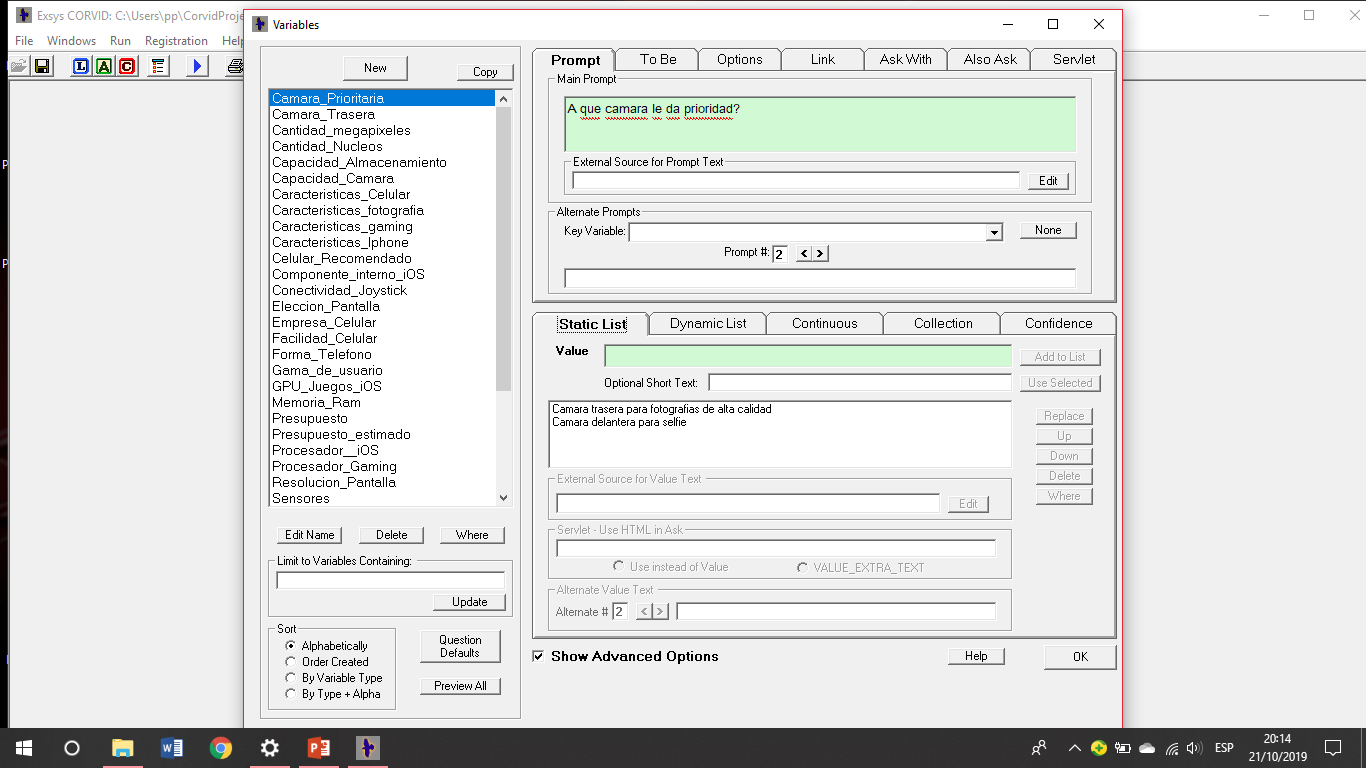 Exsys CORVID: C:\Users\pp\CorvidProje
Variables
File Windows Run Registration Help
L A C
New
Copy
Camara_Prioritaria
Camara_Trasera
Cantidad_megapixeles
Cantidad_Nucleos
Capacidad_Almacenamiento
Capacidad_Camara
Caracteristicas_Celular
Caracteristicas_fotografia
Caracteristicas_gaming
Caracteristicas_Iphone
Celular_Recomendado
Componente_interno_iOS
Conectividad_Joystick
Eleccion_Pantalla
Empresa_Celular
Facilidad_Celular
Forma_Telefono
Gama_de_usuario
GPU_Juegos_iOS
Memoria_Ram
Presupuesto
Presupuesto_estimado
Procesador__iOS
Procesador_Gaming
Resolucion_Pantalla
Sensores
Edit Name Delete Where
Limit to Variables Containing:
Update
Sort
Alphabetically
Order Created
By Variable Type
By Type + Alpha
Question
Defaults
Preview All
Prompt To Be Options Link Ask With Also Ask Servlet
Main Prompt
A que camara le da prioridad?
External Source for Prompt Text
Edit
Alternate Prompts
Key Variable:
None
Prompt #: 2 < >
Static List Dynamic List Continuous Collection Confidence
Value
Add to List
Optional Short Text:
Use Selected
Camara trasera para fotografias de alta calidad
Camara delantera para selfie
Replace
Up
Down
Delete
Where
External Source for Value Text
Edit
Servlet - Use HTML in Ask
Use instead of Value VALUE_EXTRA_TEXT
Alternate Value Text
Alternate # 2 < >
Show Advanced Options
Help OK
ESP
20:14
21/10/2019